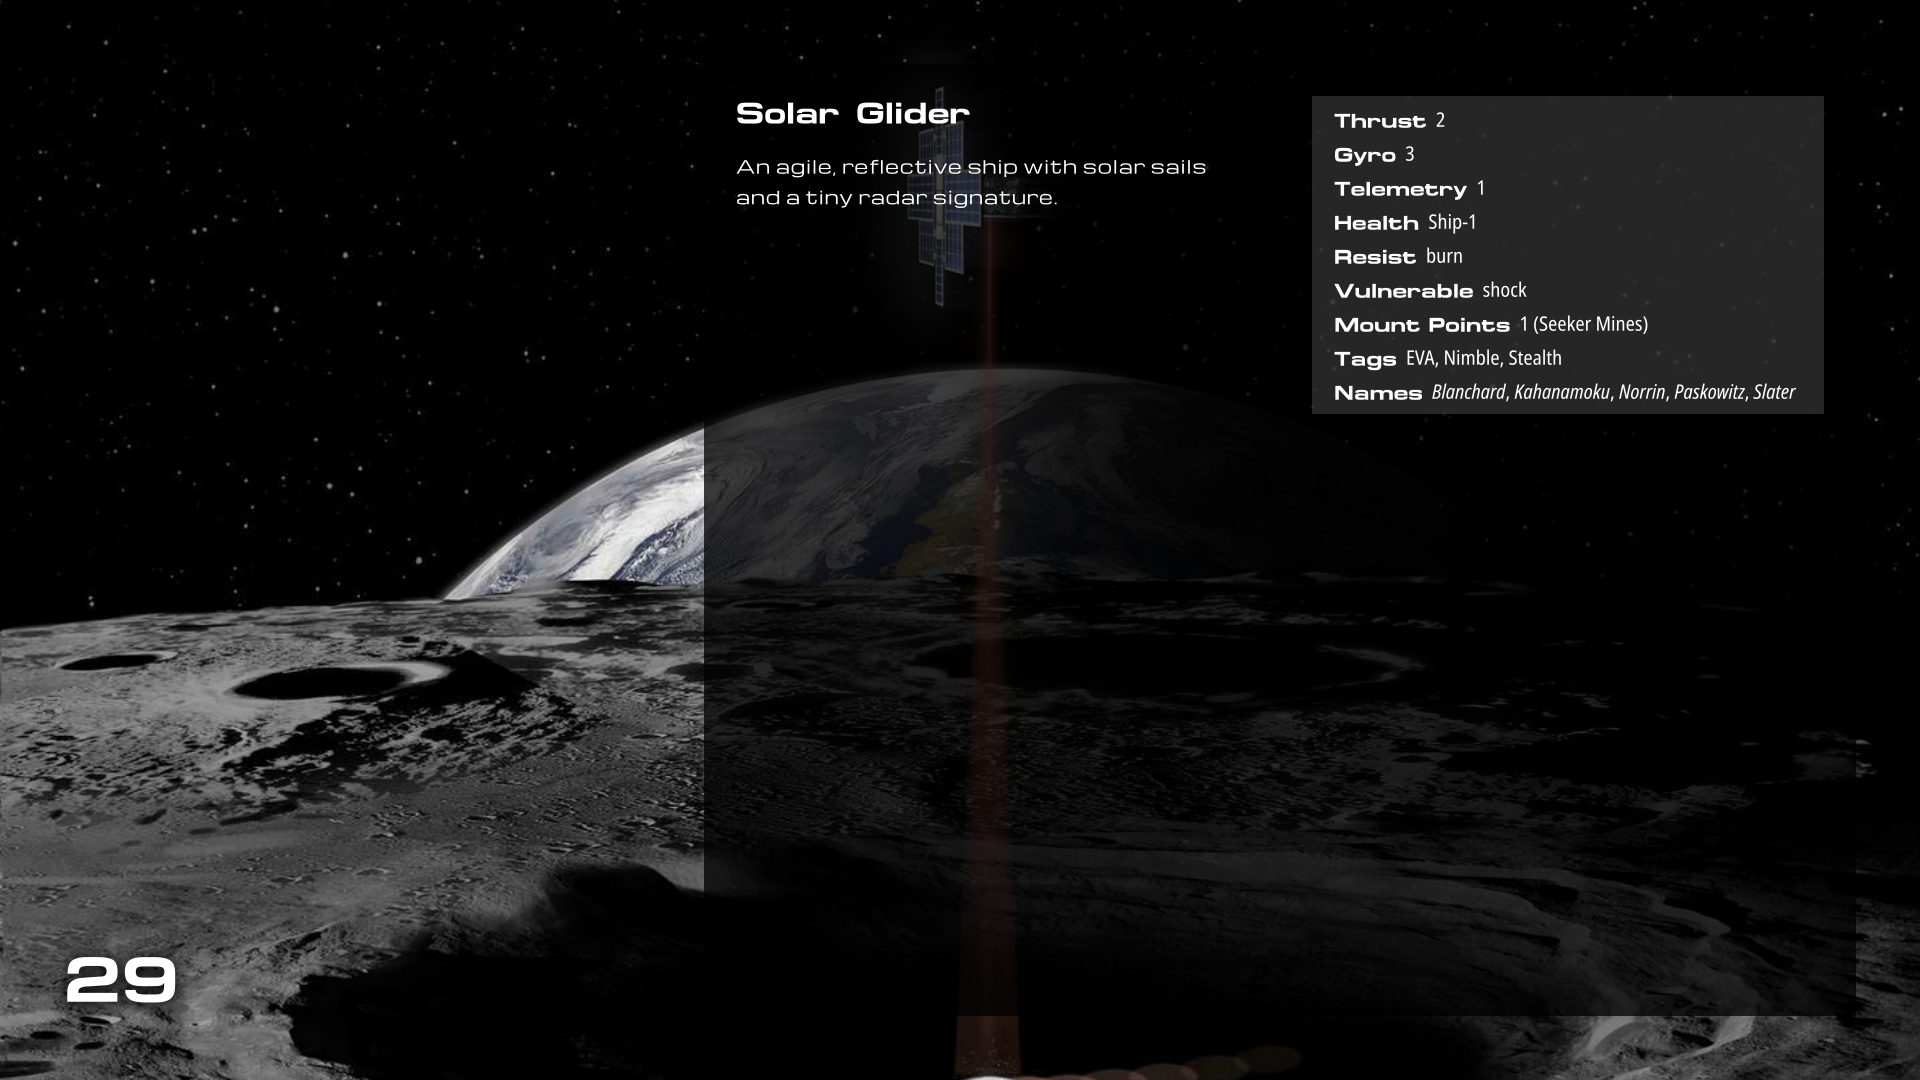 Solar Glider
An agile, reflective ship with solar sails
and a tiny radar signature.
Thrust 2
Gyro 3
Telemetry 1
Health Ship-1
Resist burn
Vulnerable shock
Mount Points 1 (Seeker Mines)
Tags EVA, Nimble, Stealth
Names Blanchard, Kahanamoku, Norrin, Paskowitz, Slater
29